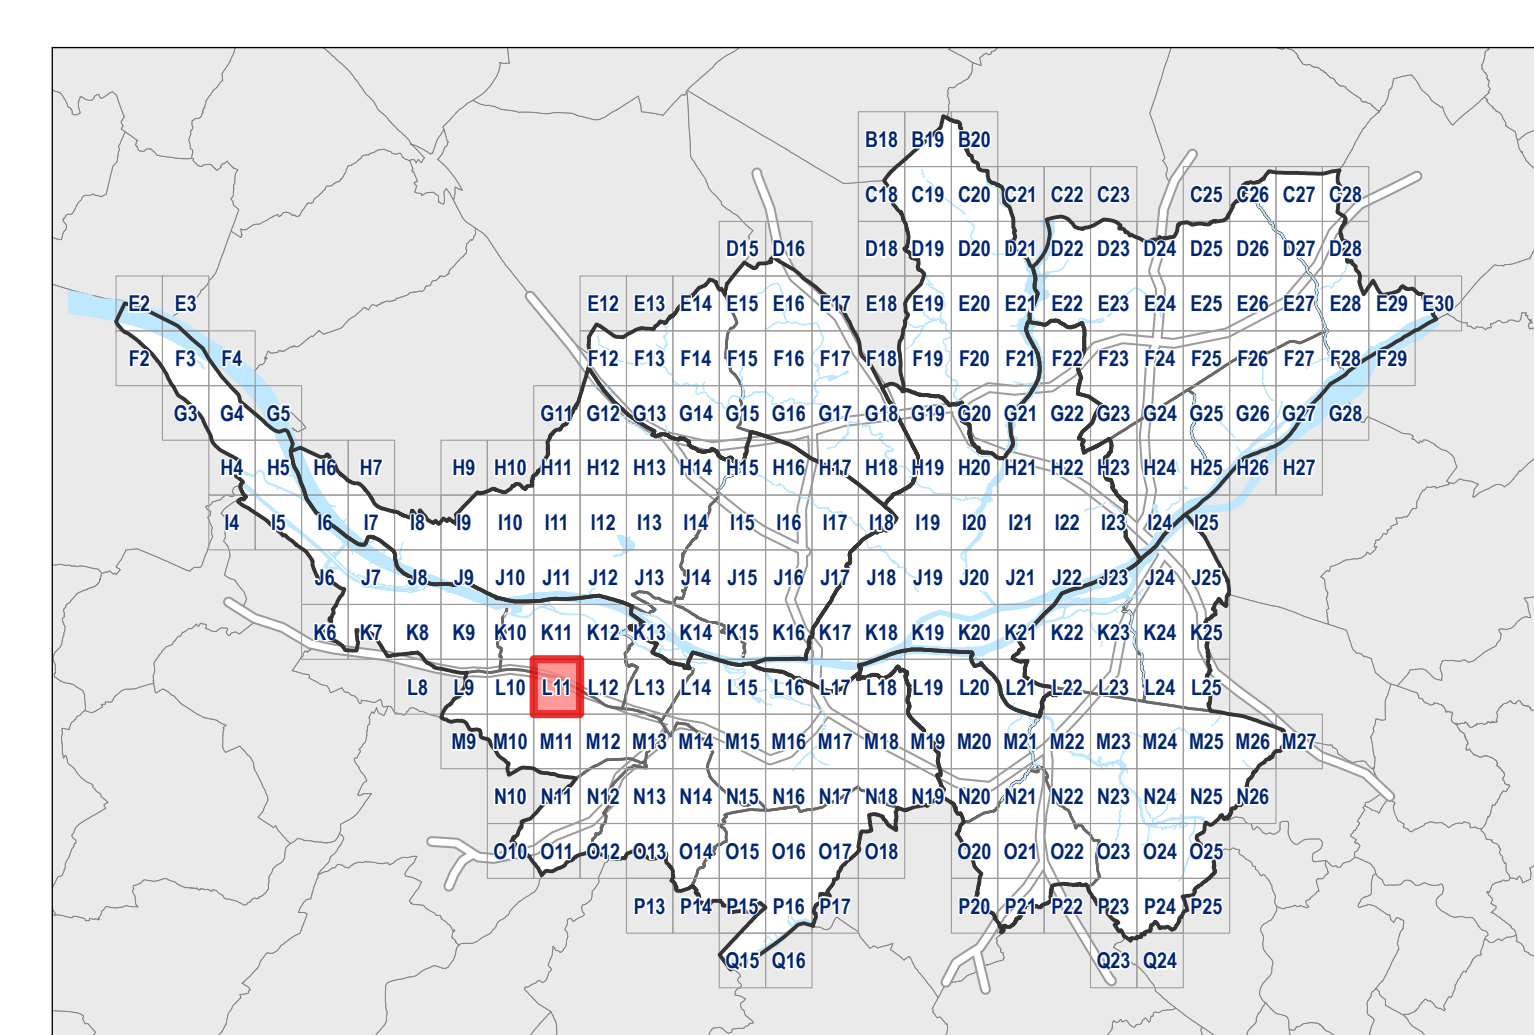 B18 B19 B20
C18 C19 C20 C21 C22 C23 C25 C26 C27 C28
D15 D16 D18 D19 D20 D21 D22 D23 D24 D25 D26 D27 D28
E2 E3 E12 E13 E14 E15 E16 E17 E18 E19 E20 E21 E22 E23 E24 E25 E26 E27 E28 E29 E30
F2 F3 F4 F12 F13 F14 F15 F16 F17 F18 F19 F20 F21 F22 F23 F24 F25 F26 F27 F28 F29
G3 G4 G5 G11 G12 G13 G14 G15 G16 G17 G18 G19 G20 G21 G22 G23 G24 G25 G26 G27 G28
H4 H5 H6 H7 H9 H10 H11 H12 H13 H14 H15 H16 H17 H18 H19 H20 H21 H22 H23 H24 H25 H26 H27
I4 I5 I6 I7 I8 I9 I10 I11 I12 I13 I14 I15 I16 I17 I18 I19 I20 I21 I22 I23 I24 I25
J6 J7 J8 J9 J10 J11 J12 J13 J14 J15 J16 J17 J18 J19 J20 J21 J22 J23 J24 J25
K6 K7 K8 K9 K10 K11 K12 K13 K14 K15 K16 K17 K18 K19 K20 K21 K22 K23 K24 K25
L8 L9 L10 L11 L12 L13 L14 L15 L16 L17 L18 L19 L20 L21 L22 L23 L24 L25
M9 M10 M11 M12 M13 M14 M15 M16 M17 M18 M19 M20 M21 M22 M23 M24 M25 M26 M27
N10 N11 N12 N13 N14 N15 N16 N17 N18 N19 N20 N21 N22 N23 N24 N25 N26
O10 O11 O12 O13 O14 O15 O16 O17 O18 O20 O21 O22 O23 O24 O25
P13 P14 P15 P16 P17 P20 P21 P22 P23 P24 P25
Q15 Q16 Q23 Q24